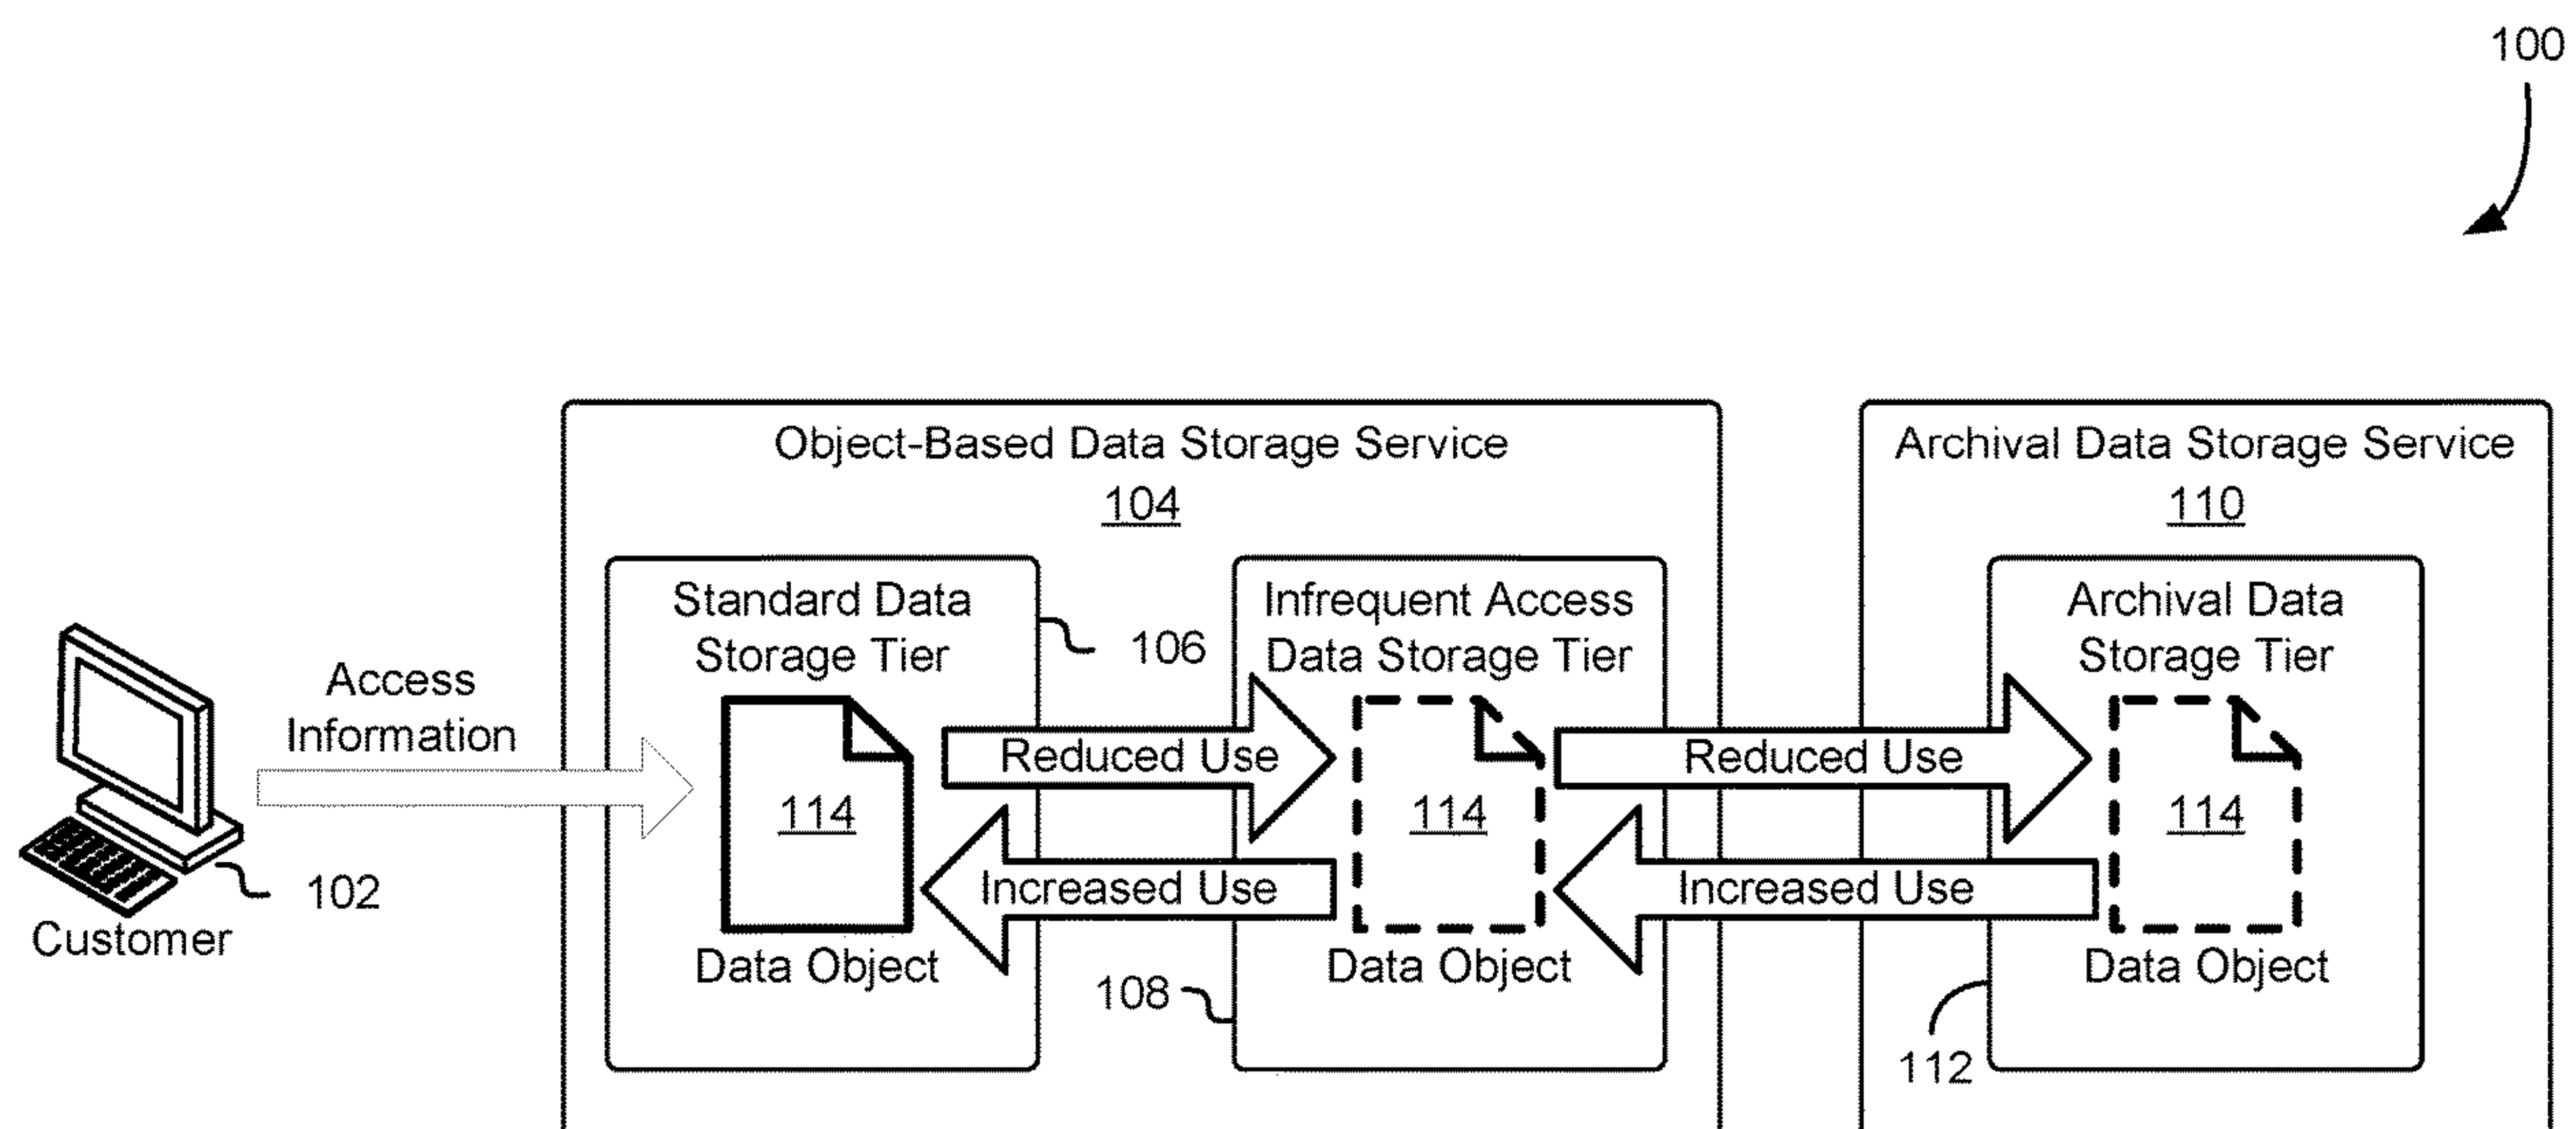 100
Object-Based Data Storage Service
104
Archival Data Storage Service
110
Standard Data
Storage Tier
106
Infrequent Access
Data Storage Tier
Archival Data
Storage Tier
Access
Information
Reduced Use
Reduced Use
114
114
114
Increased Use
Increased Use
102
Customer
Data Object
Data Object
Data Object
108
112